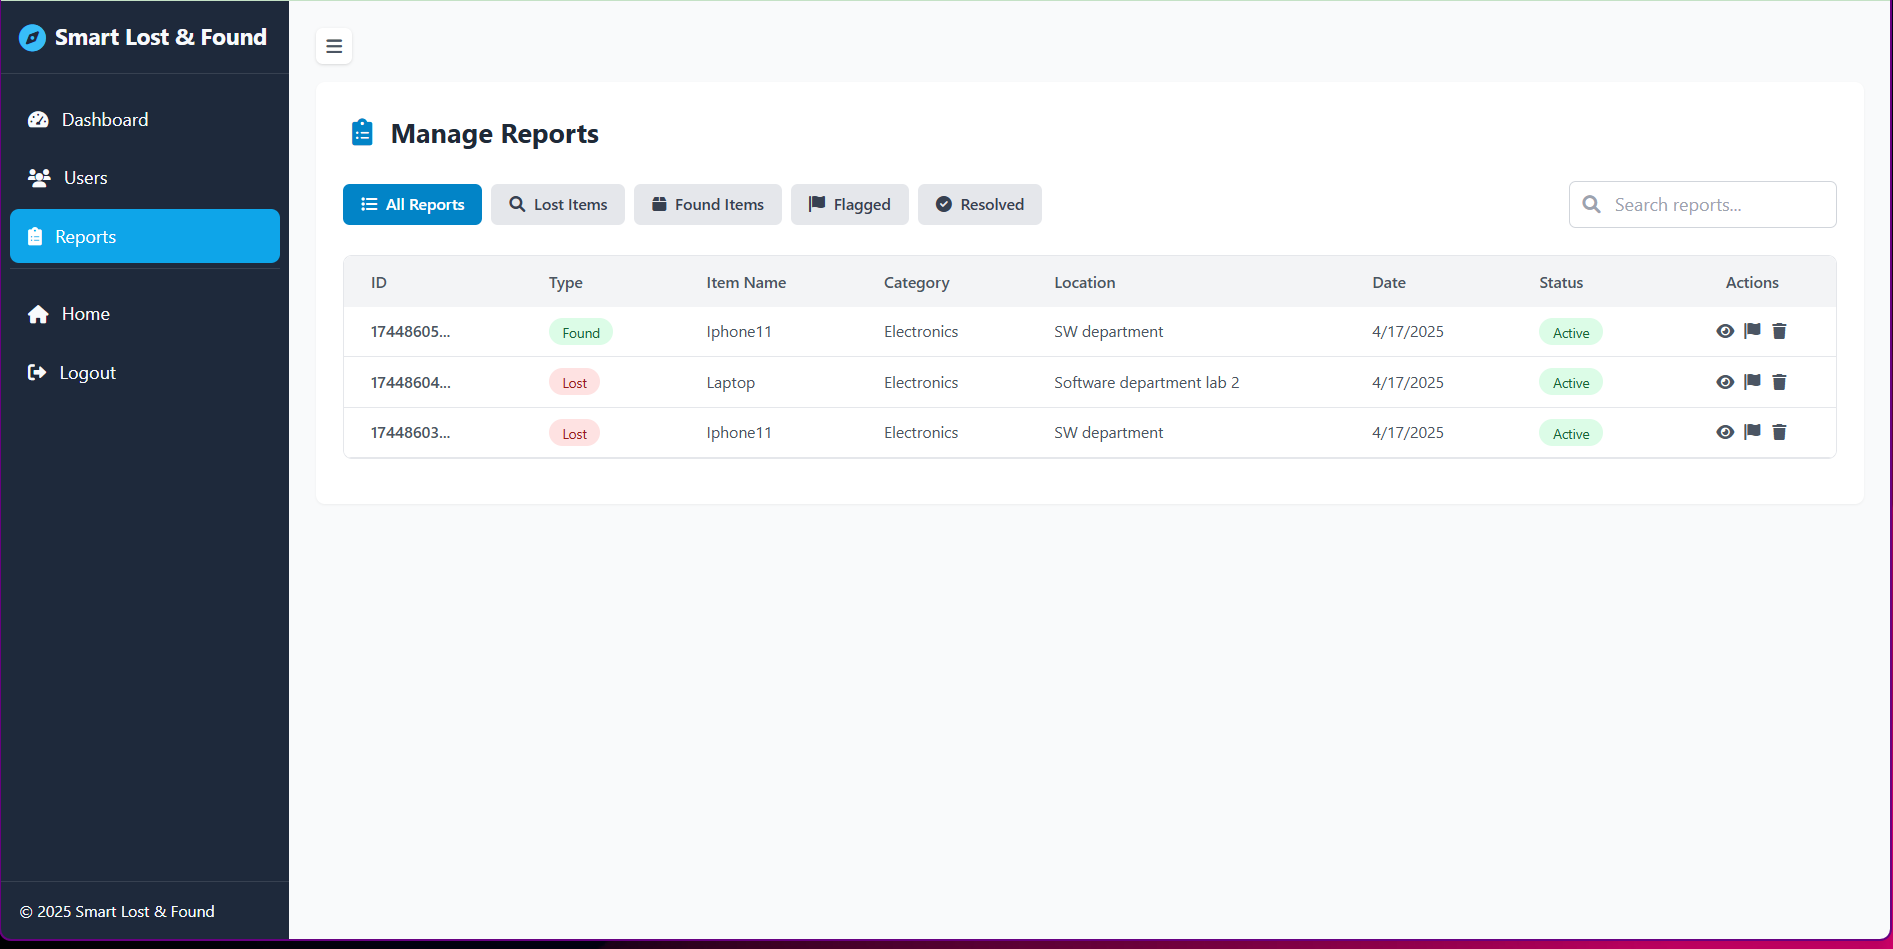 Smart Lost & Found
Dashboard
Users
Reports
Home
Logout
© 2025 Smart Lost & Found
Manage Reports
All Reports Lost Items Found Items Flagged Resolved Search reports...
ID Type Item Name Category Location Date Status Actions
17448605... Found Iphone11 Electronics SW department 4/17/2025 Active
17448604... Lost Laptop Electronics Software department lab 2 4/17/2025 Active
17448603... Lost Iphone11 Electronics SW department 4/17/2025 Active